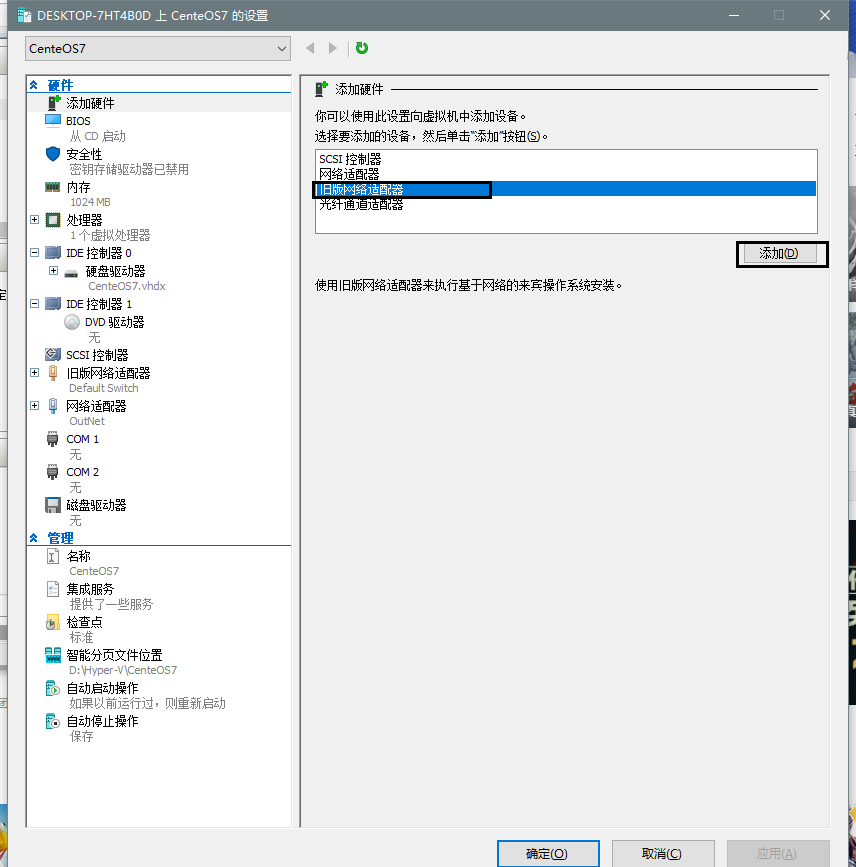 DESKTOP-7HT4B0D 上 CenteOS7 的设置
CenteOS7
硬件
添加硬件
BIOS
从 CD 启动
安全性
密钥存储驱动器已禁用
内存
1024 MB
处理器
1 个虚拟处理器
IDE 控制器 0
硬盘驱动器
CenteOS7.vhdx
IDE 控制器 1
DVD 驱动器
无
SCSI 控制器
旧版网络适配器
Default Switch
网络适配器
OutNet
COM 1
无
COM 2
无
磁盘驱动器
无
管理
名称
CenteOS7
集成服务
提供了一些服务
检查点
标准
智能分页文件位置
D:\Hyper-V\CenteOS7
自动启动操作
如果以前运行过，则重新启动
自动停止操作
保存
添加硬件
你可以使用此设置向虚拟机中添加设备。
选择要添加的设备，然后单击“添加”按钮(S)。
SCSI 控制器
网络适配器
旧版网络适配器
光纤通道适配器
添加(D)
使用旧版网络适配器来执行基于网络的来宾操作系统安装。
确定(O)
取消(C)
应用(A)